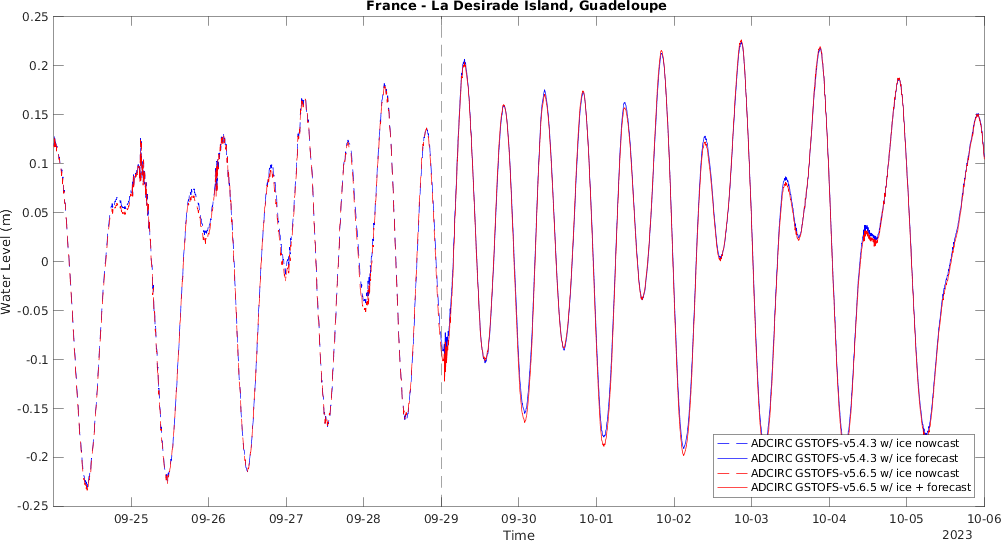 France - La Desirade Island, Guadeloupe
0.25
0.2
0.15
0.1
0.05
0
-0.05
-0.1
-0.15
-0.2
-0.25
Water Level (m)
ADCIRC GSTOFS-v5.4.3 w/ ice nowcast
ADCIRC GSTOFS-v5.4.3 w/ ice forecast
ADCIRC GSTOFS-v5.6.5 w/ ice nowcast
ADCIRC GSTOFS-v5.6.5 w/ ice + forecast
09-25 09-26 09-27 09-28 09-29 09-30 10-01 10-02 10-03 10-04 10-05 10-06
2023
Time